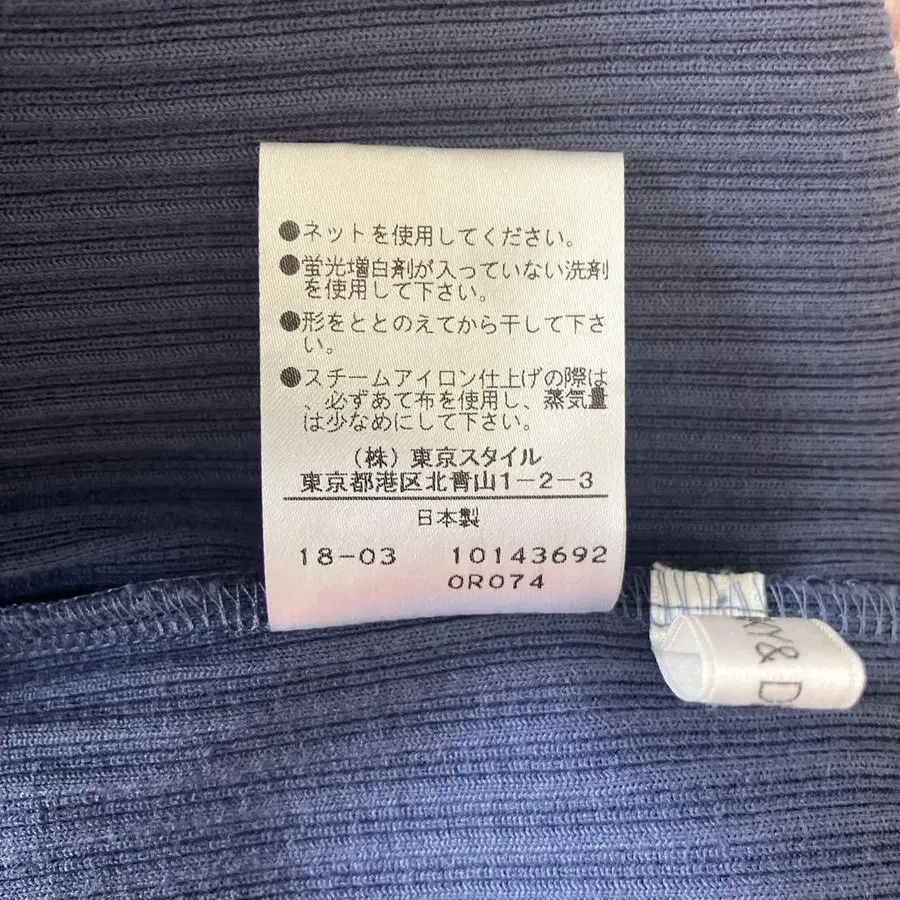 ●ネットを使用してください。
●蛍光増白剤が入っていない洗剤
を使用して下さい。
●形をととのえてから干して下さ
い。
●スチームアイロン仕上げの際は
、必ずあて布を使用し、蒸気量
は少なめにして下さい。
(株) 東京スタイル
東京都港区北青山1-2-3
日本製
18-03 10143692
0R074
Y& D